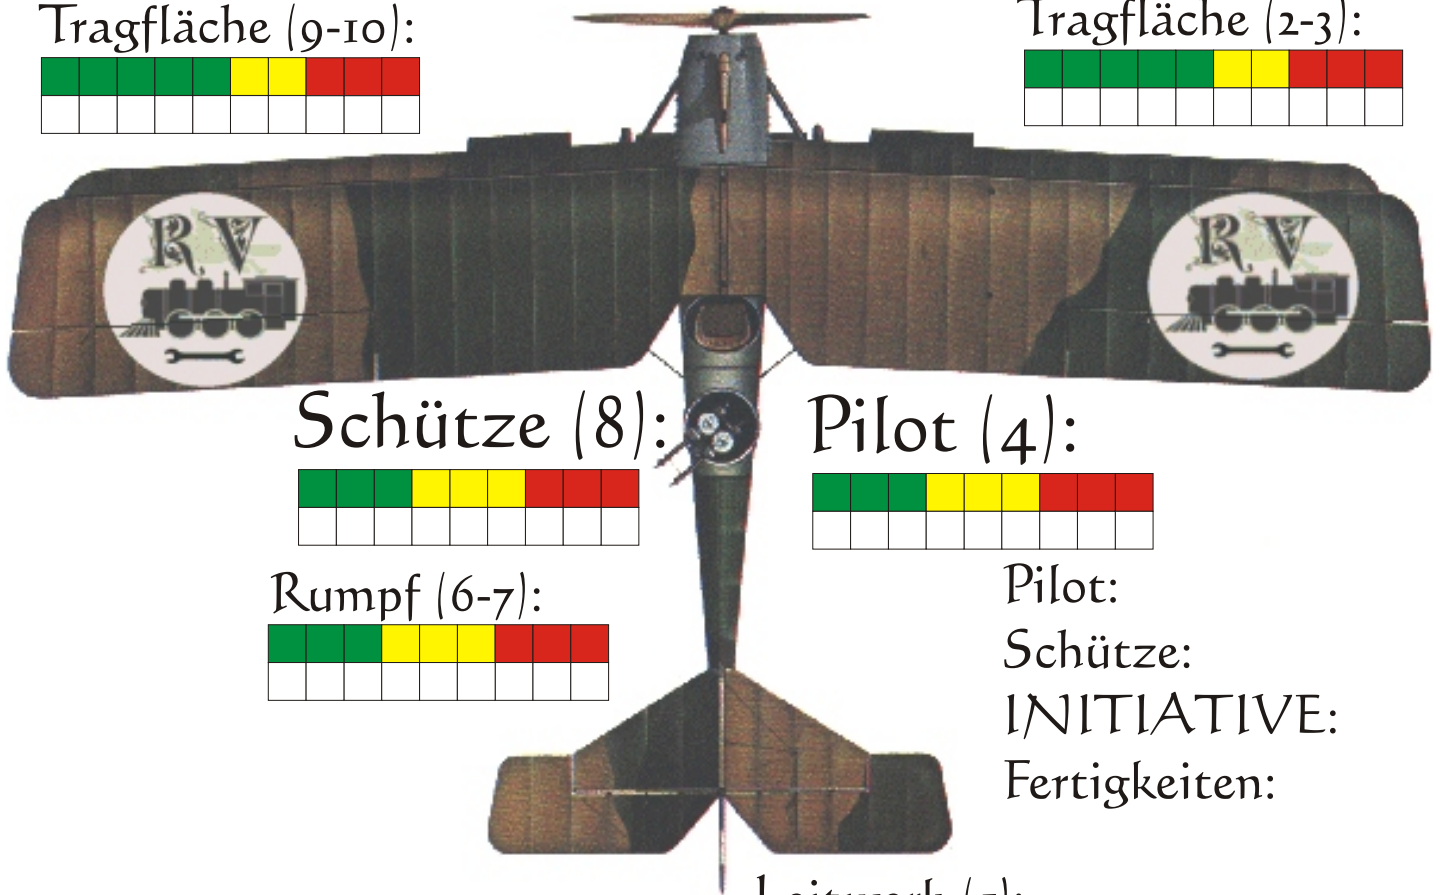 Tragfläche (9-10):
Tragfläche (2-3):
R V
R V
Schütze (8):
Pilot (4):
Rumpf (6-7):
Pilot:
Schütze:
INITIATIVE:
Fertigkeiten: